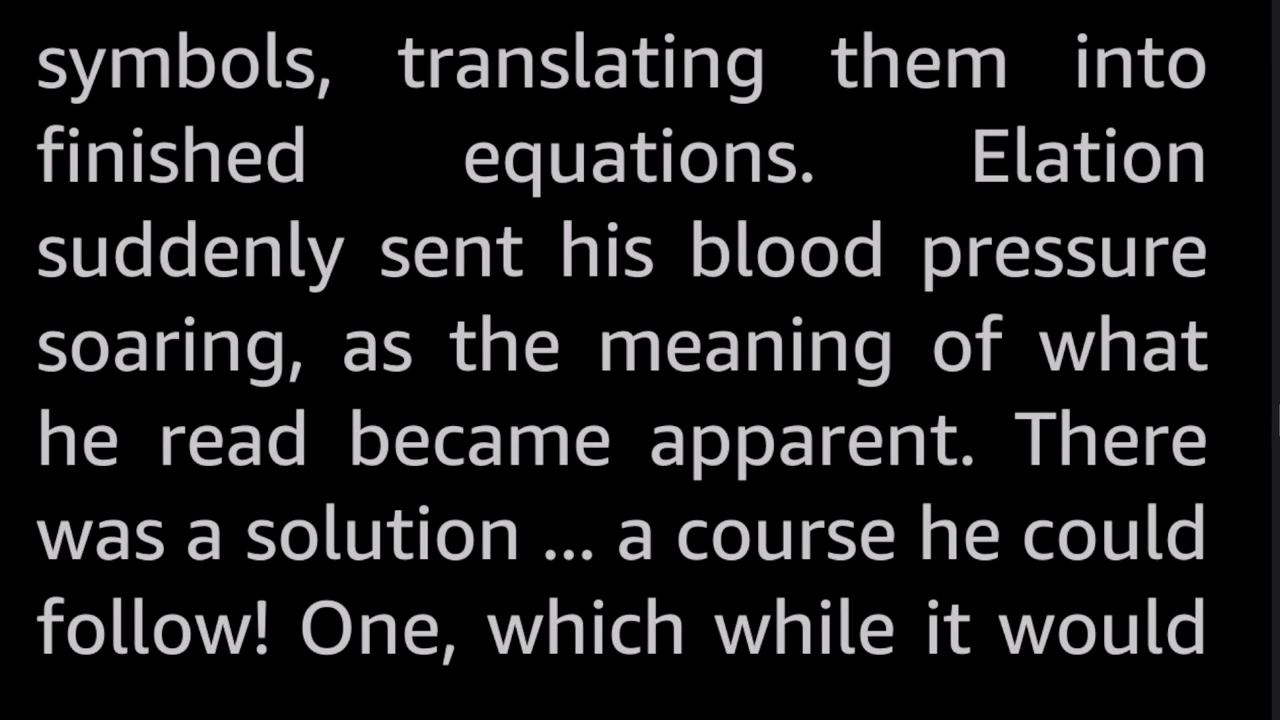 symbols, translating them into
finished equations. Elation
suddenly sent his blood pressure
soaring, as the meaning of what
he read became apparent. There
was a solution ... a course he could
follow! One, which while it would